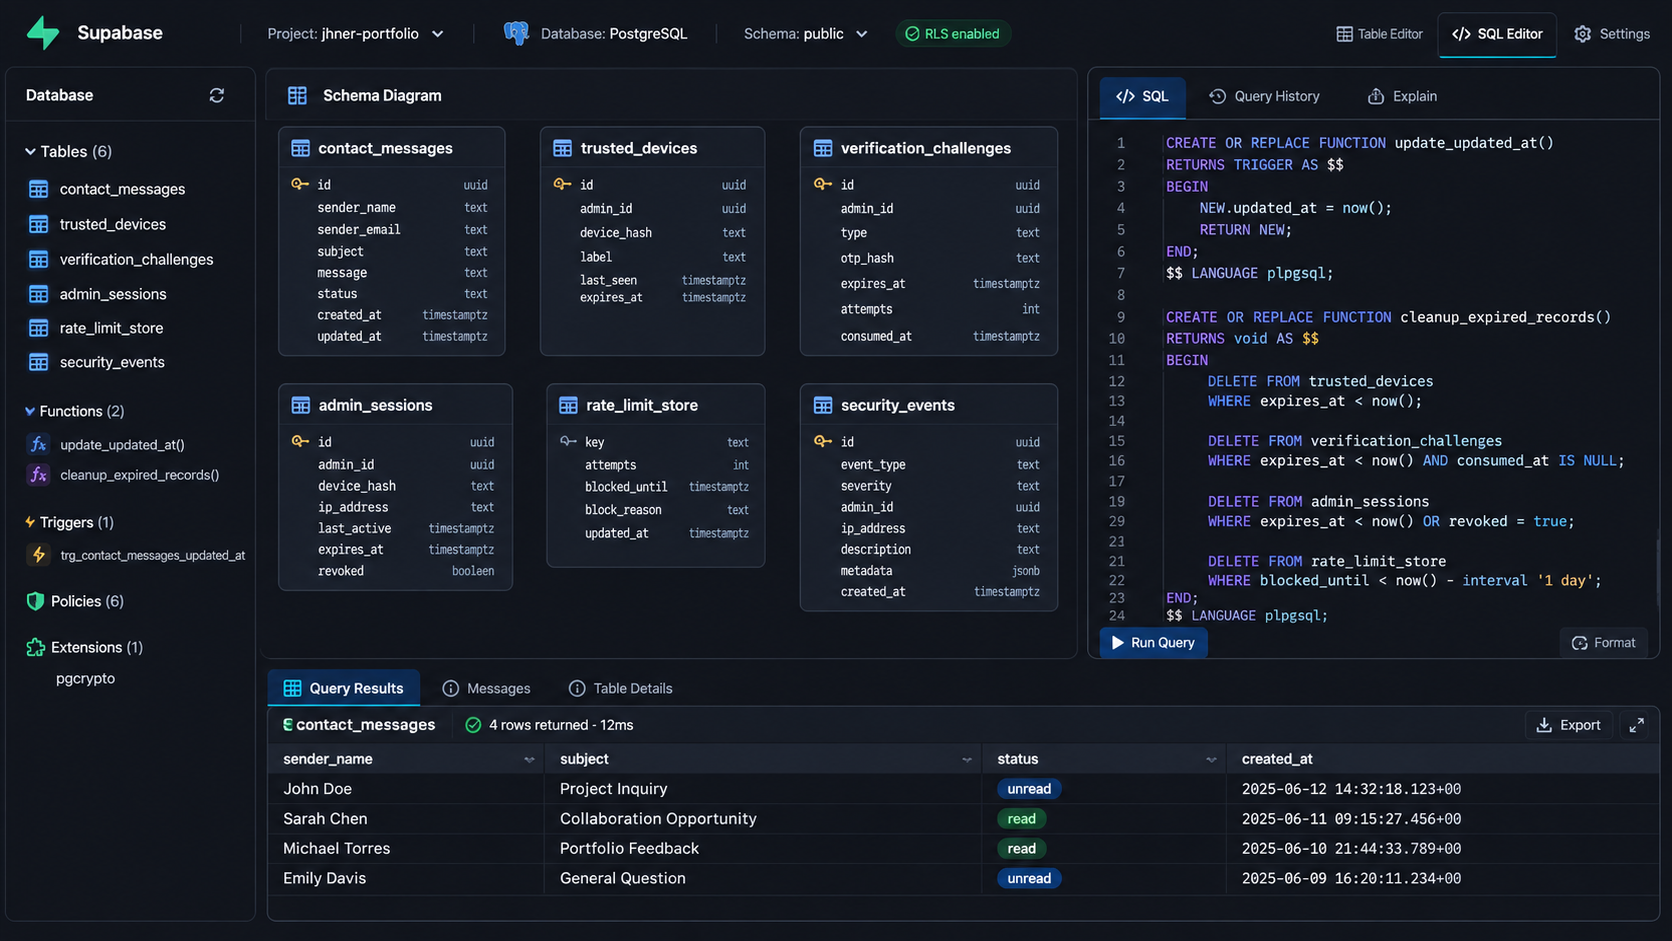 Supabase
Project: jhner-portfolio
Database: PostgreSQL
Schema: public
RLS enabled
Table Editor
</> SQL Editor
Settings
Database
Tables (6)
contact_messages
trusted_devices
verification_challenges
admin_sessions
rate_limit_store
security_events
Functions (2)
fx update_updated_at()
fx cleanup_expired_records()
Triggers (1)
trg_contact_messages_updated_at
Policies (6)
Extensions (1)
pgcrypto
Schema Diagram
contact_messages
id uuid
sender_name text
sender_email text
subject text
message text
status text
created_at timestamptz
updated_at timestamptz
trusted_devices
id uuid
admin_id uuid
device_hash text
label text
last_seen timestamptz
expires_at timestamptz
verification_challenges
id uuid
admin_id uuid
type text
otp_hash text
expires_at timestamptz
attempts int
consumed_at timestamptz
admin_sessions
id uuid
admin_id uuid
device_hash text
ip_address text
last_active timestamptz
expires_at timestamptz
revoked boolaen
rate_limit_store
key text
attempts int
blocked_until timestamptz
block_reason text
updated_at timestamptz
security_events
id uuid
event_type text
severity text
admin_id uuid
ip_address text
description text
metadata jsonb
created_at timestamptz
</> SQL
Query History
Explain
1 CREATE OR REPLACE FUNCTION update_updated_at()
2 RETURNS TRIGGER AS $$
3 BEGIN
4 NEW.updated_at = now();
5 RETURN NEW;
6 END;
7 $$ LANGUAGE plpgsql;
8
9 CREATE OR REPLACE FUNCTION cleanup_expired_records()
10 RETURNS void AS $$
11 BEGIN
12 DELETE FROM trusted_devices
13 WHERE expires_at < now();
14
15 DELETE FROM verification_challenges
16 WHERE expires_at < now() AND consumed_at IS NULL;
17
19 DELETE FROM admin_sessions
29 WHERE expires_at < now() OR revoked = true;
23
21 DELETE FROM rate_limit_store
22 WHERE blocked_until < now() - interval '1 day';
23 END;
24 $$ LANGUAGE plpgsql;
Run Query
Format
Query Results
Messages
Table Details
contact_messages
4 rows returned - 12ms
Export
sender_name subject status created_at
John Doe Project Inquiry unread 2025-06-12 14:32:18.123+00
Sarah Chen Collaboration Opportunity read 2025-06-11 09:15:27.456+00
Michael Torres Portfolio Feedback read 2025-06-10 21:44:33.789+00
Emily Davis General Question unread 2025-06-09 16:20:11.234+00